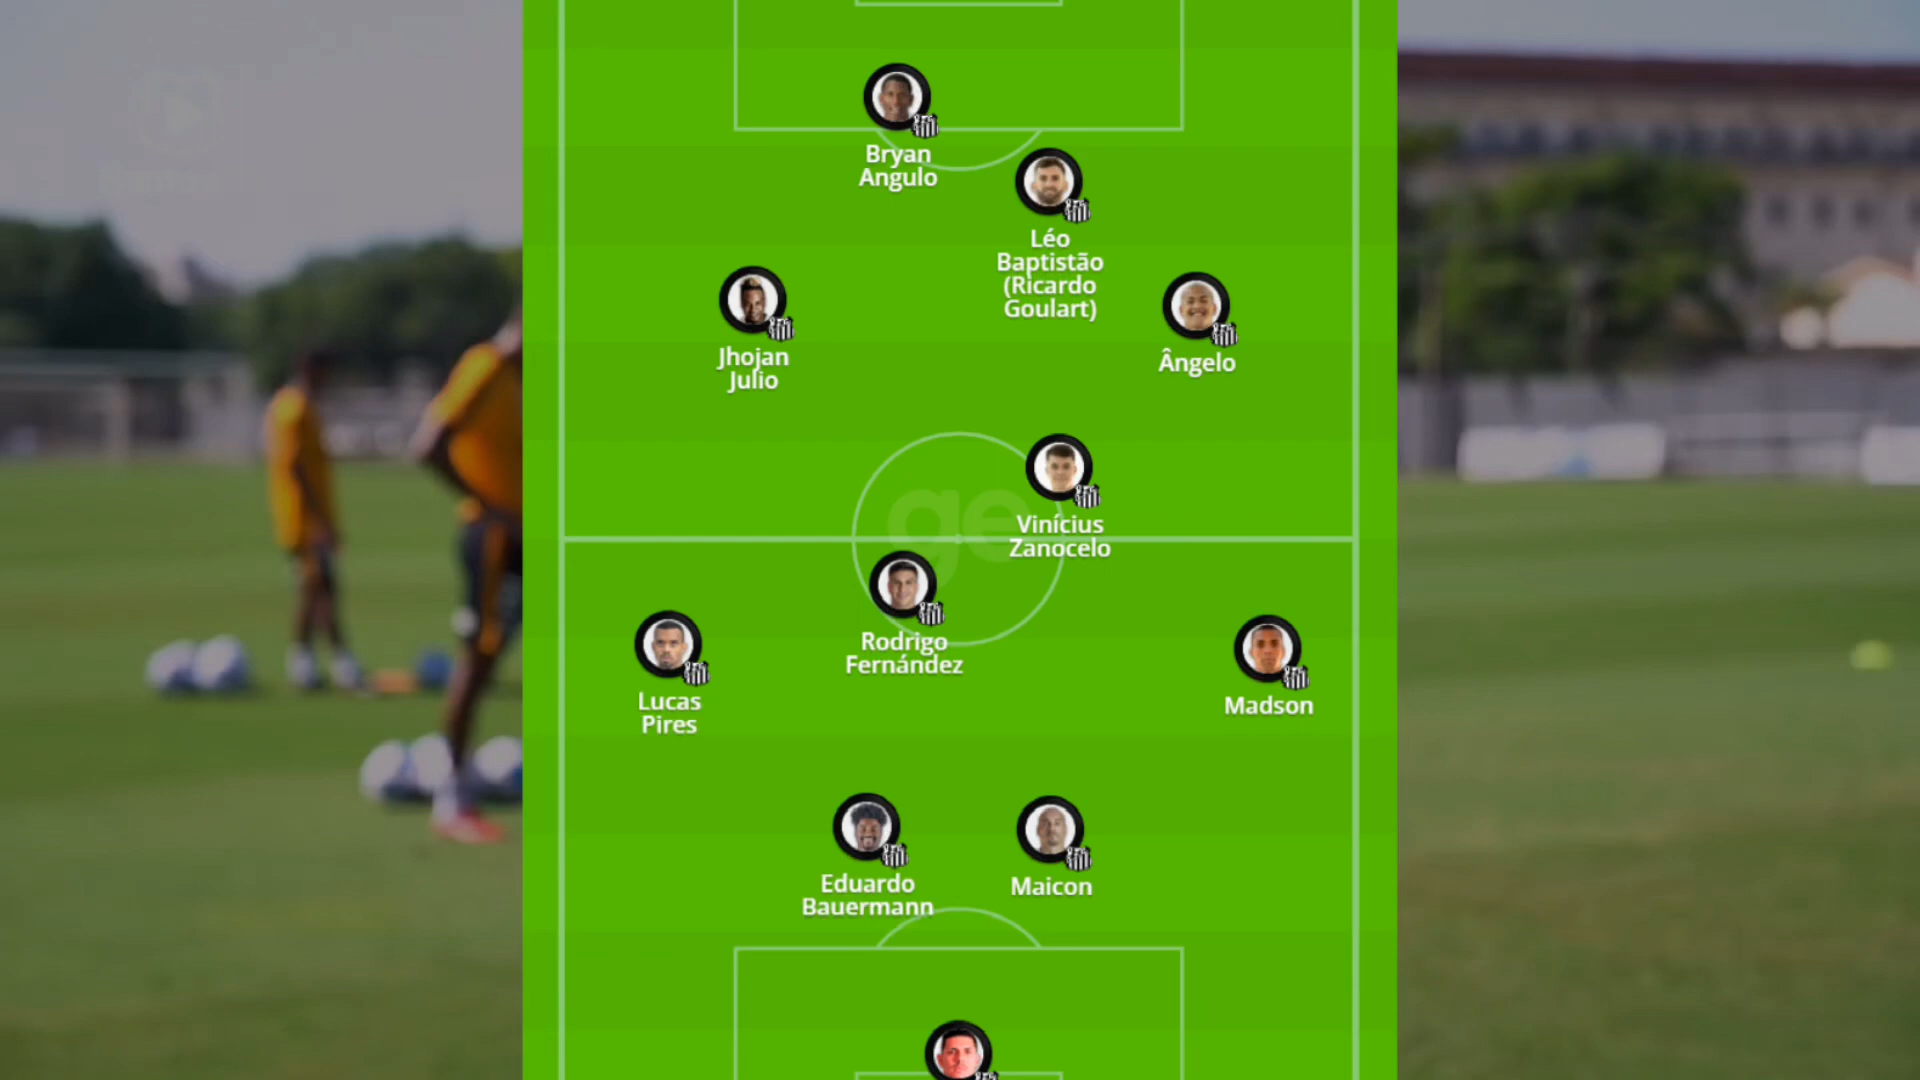 Bryan
Angulo
Léo
Baptistão
(Ricardo
Goulart)
Jhojan
Julio
Ângelo
ge
Vinícius
Zanocelo
Rodrigo
Fernández
Lucas
Pires
Madson
Eduardo
Bauermann
Maicon